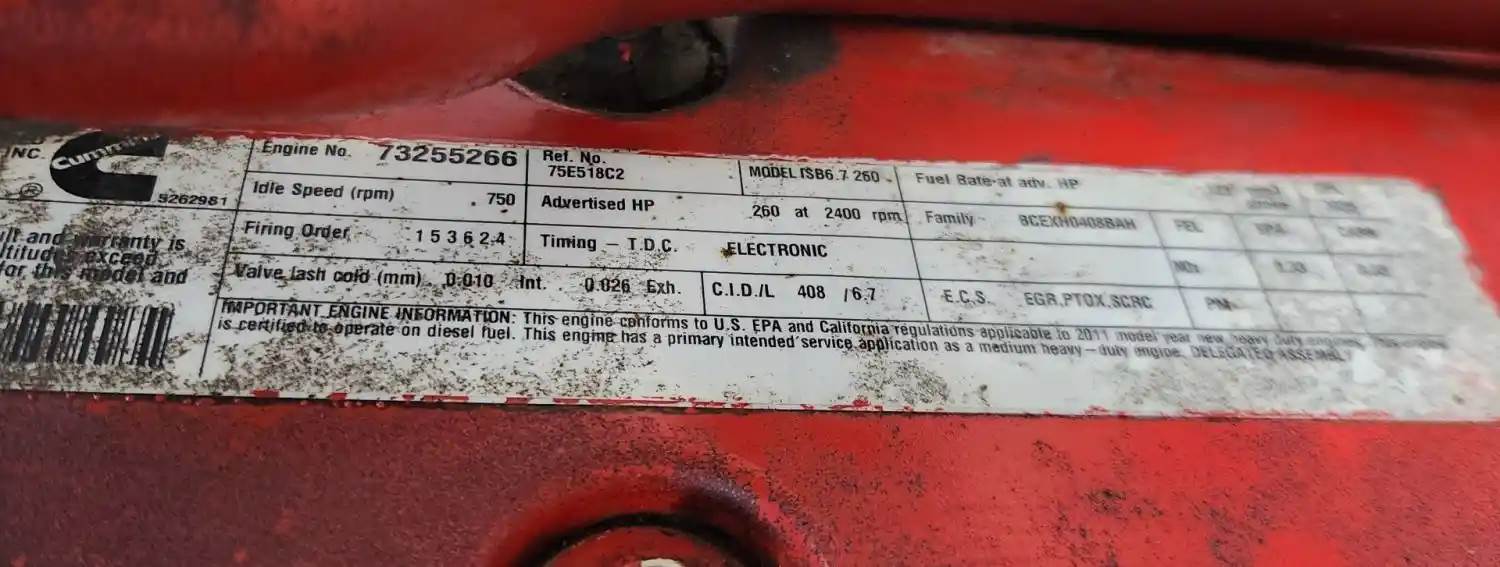 INC.
Cummins
®
9262981
and warranty is
exceed
for this model and
Engine No. 73255266
Ref. No.
75E518C2
MODEL ISB6.7 260
Fuel Rate at adv. HP
Idle Speed (rpm) 750
Advertised HP 260 at 2400 rpm
Family
FEL
Firing Order 153624
Timing - T.D.C. ELECTRONIC
NOx
Valve lash cold (mm) 0.010 Int. 0.026 Exh.
C.I.D./L 408 /6.7
E.C.S. EGR,PTOX,SCRC
PM
IMPORTANT ENGINE INFORMATION: This engine conforms to U.S. EPA and California regulations applicable to 2011 model year new heavy duty engines.
is certified to operate on diesel fuel. This engine has a primary intended service application as a medium heavy-duty engine. DELEGATED ASSEMBLY